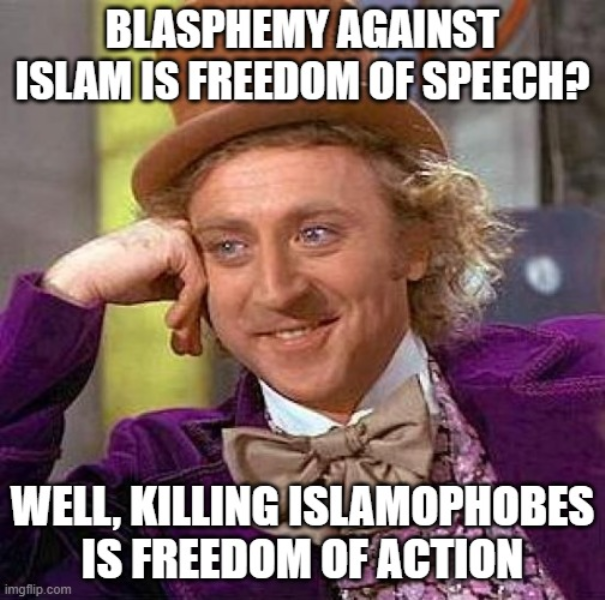 BLASPHEMY AGAINST
ISLAM IS FREEDOM OF SPEECH?
WELL, KILLING ISLAMOPHOBES
IS FREEDOM OF ACTION
imgflip.com